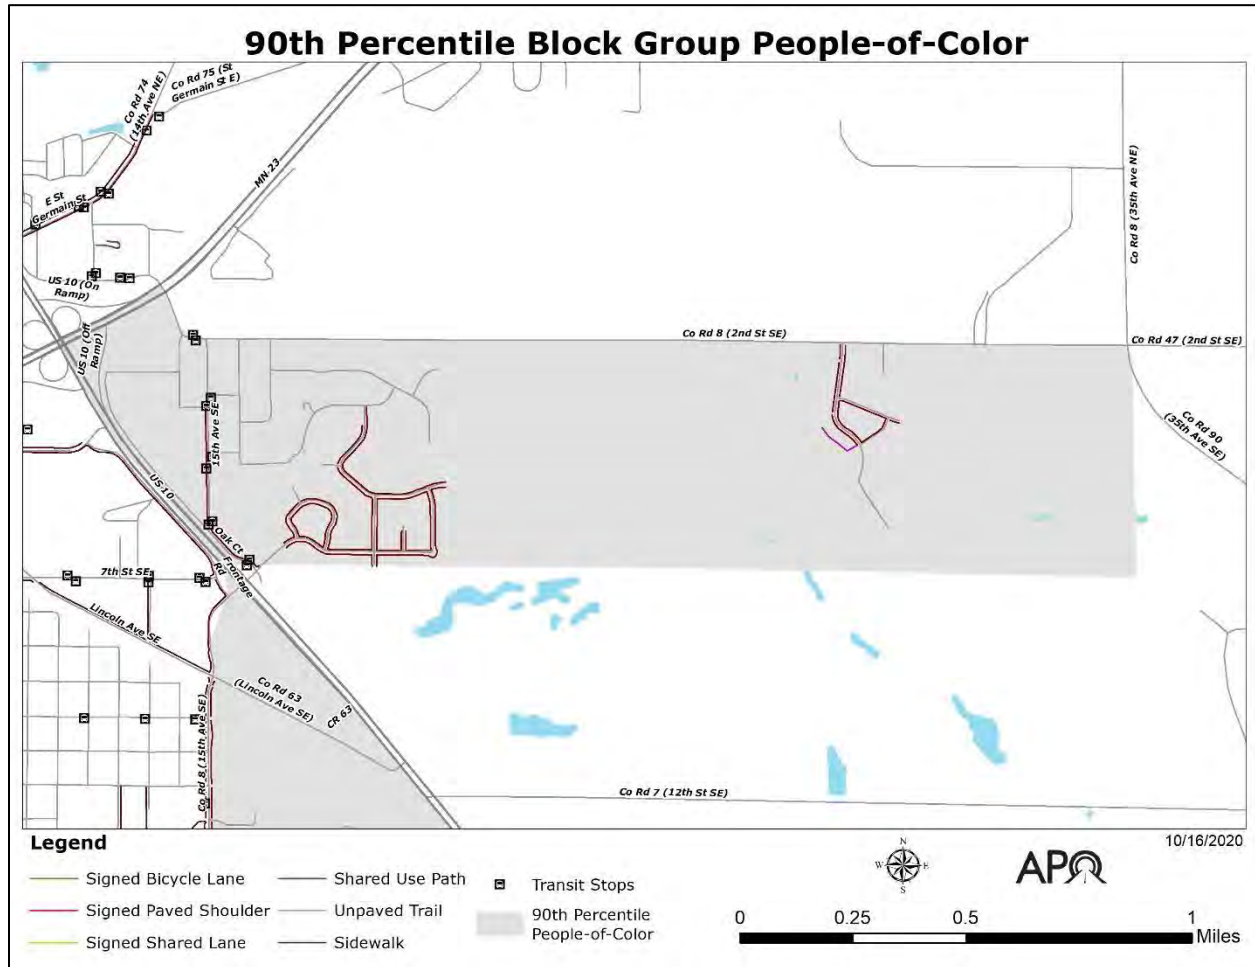 90th Percentile Block Group People-of-Color
Co Rd 75 (St
Germain St E)
Co Rd 74
(14th Ave NE)
MN 23
E St
Germain St
Co Rd 8 (35th Ave NE)
US 10 (On
Ramp)
US 10 (Off
Ramp)
Co Rd 8 (2nd St SE)
Co Rd 47 (2nd St SE)
15th Ave SE
Co Rd 90
(35th Ave SE)
US 10
Oak Ct
Frontage
Rd
7th St SE
Lincoln Ave SE
Co Rd 63
(Lincoln Ave SE)
CR 63
Co Rd 8 (15th Ave SE)
Co Rd 7 (12th St SE)
10/16/2020
Legend
Signed Bicycle Lane
Signed Paved Shoulder
Signed Shared Lane
Shared Use Path
Unpaved Trail
Sidewalk
Transit Stops
90th Percentile
People-of-Color
N
W E
S
APO
0 0.25 0.5 1
Miles